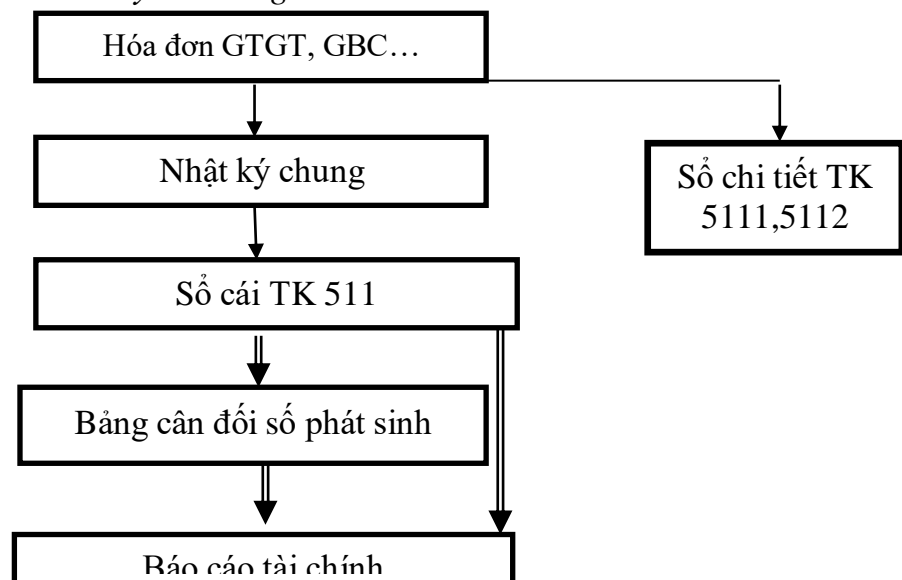 Hóa đơn GTGT, GBC…
Nhật ký chung
Sổ chi tiết TK
5111,5112
Sổ cái TK 511
Bảng cân đối số phát sinh
Báo cáo tài chính